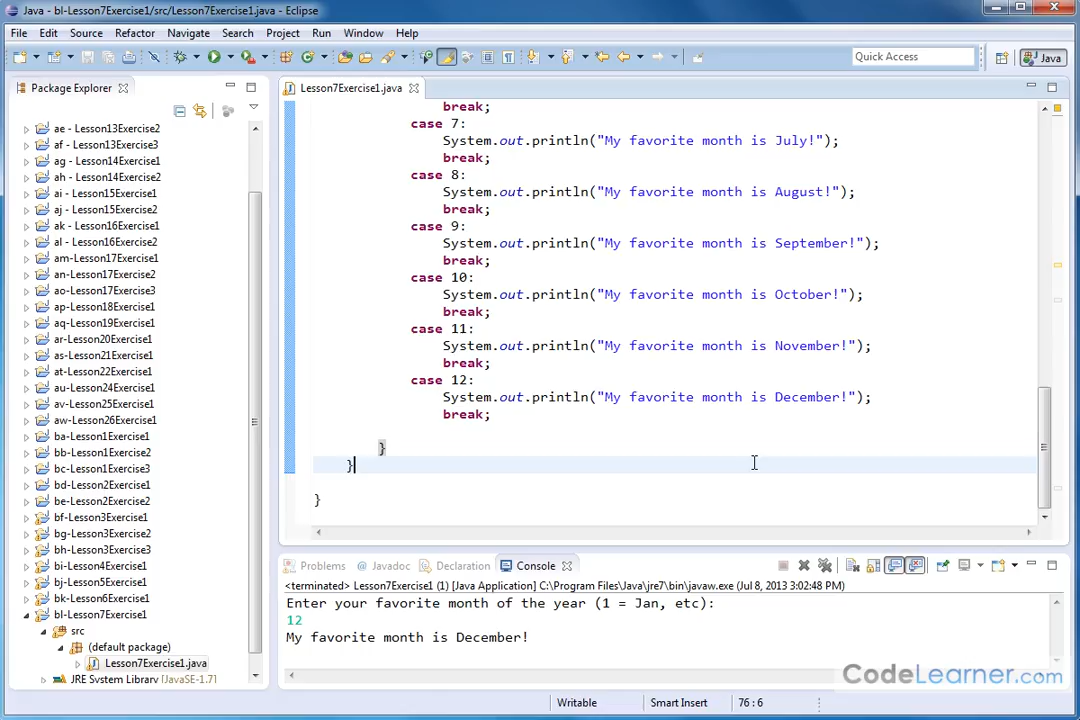 Java - bl-Lesson7Exercise1/src/Lesson7Exercise1.java - Eclipse
File Edit Source Refactor Navigate Search Project Run Window Help
Quick Access Java
Package Explorer
ae - Lesson13Exercise2
af - Lesson13Exercise3
ag - Lesson14Exercise1
ah - Lesson14Exercise2
ai - Lesson15Exercise1
aj - Lesson15Exercise2
ak - Lesson16Exercise1
al - Lesson16Exercise2
am-Lesson17Exercise1
an-Lesson17Exercise2
ao-Lesson17Exercise3
ap-Lesson18Exercise1
aq-Lesson19Exercise1
ar-Lesson20Exercise1
as-Lesson21Exercise1
at-Lesson22Exercise1
au-Lesson24Exercise1
av-Lesson25Exercise1
aw-Lesson26Exercise1
ba-Lesson1Exercise1
bb-Lesson1Exercise2
bc-Lesson1Exercise3
bd-Lesson2Exercise1
be-Lesson2Exercise2
bf-Lesson3Exercise1
bg-Lesson3Exercise2
bh-Lesson3Exercise3
bi-Lesson4Exercise1
bj-Lesson5Exercise1
bk-Lesson6Exercise1
bl-Lesson7Exercise1
src
(default package)
Lesson7Exercise1.java
JRE System Library [JavaSE-1.7]
Lesson7Exercise1.java
break;
case 7:
System.out.println("My favorite month is July!");
break;
case 8:
System.out.println("My favorite month is August!");
break;
case 9:
System.out.println("My favorite month is September!");
break;
case 10:
System.out.println("My favorite month is October!");
break;
case 11:
System.out.println("My favorite month is November!");
break;
case 12:
System.out.println("My favorite month is December!");
break;
}
}
}
Problems @ Javadoc Declaration Console
<terminated> Lesson7Exercise1 (1) [Java Application] C:\Program Files\Java\jre7\bin\javaw.exe (Jul 8, 2013 3:02:48 PM)
Enter your favorite month of the year (1 = Jan, etc):
12
My favorite month is December!
CodeLearner.com
Writable Smart Insert 76 : 6